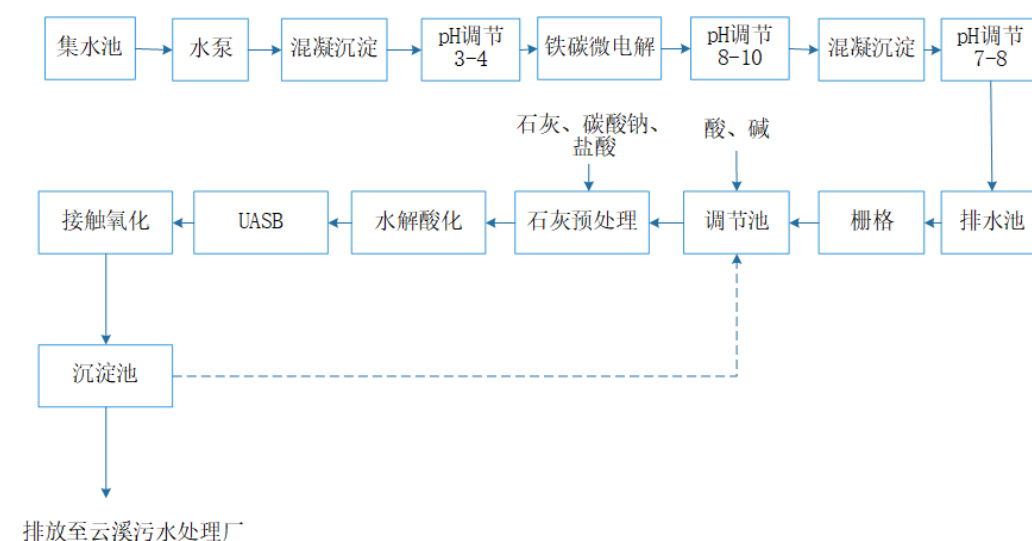 集水池
水泵
混凝沉淀
pH调节
3-4
铁碳微电解
pH调节
8-10
混凝沉淀
pH调节
7-8
石灰、碳酸钠、
盐酸
酸、碱
接触氧化
UASB
水解酸化
石灰预处理
调节池
栅格
排水池
沉淀池
排放至云溪污水处理厂